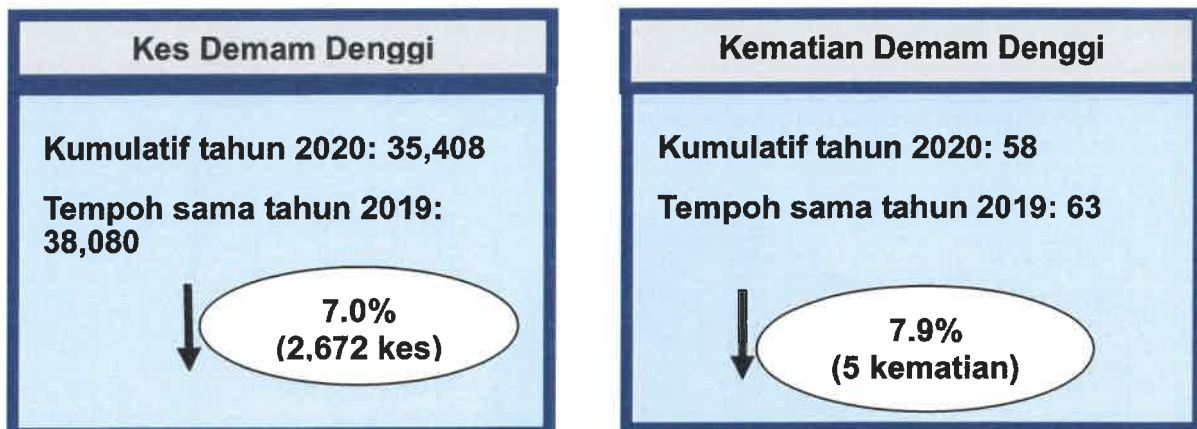 Kes Demam Denggi
Kumulatif tahun 2020: 35,408
Tempoh sama tahun 2019:
38,080
7.0%
(2,672 kes)
Kematian Demam Denggi
Kumulatif tahun 2020: 58
Tempoh sama tahun 2019: 63
7.9%
(5 kematian)